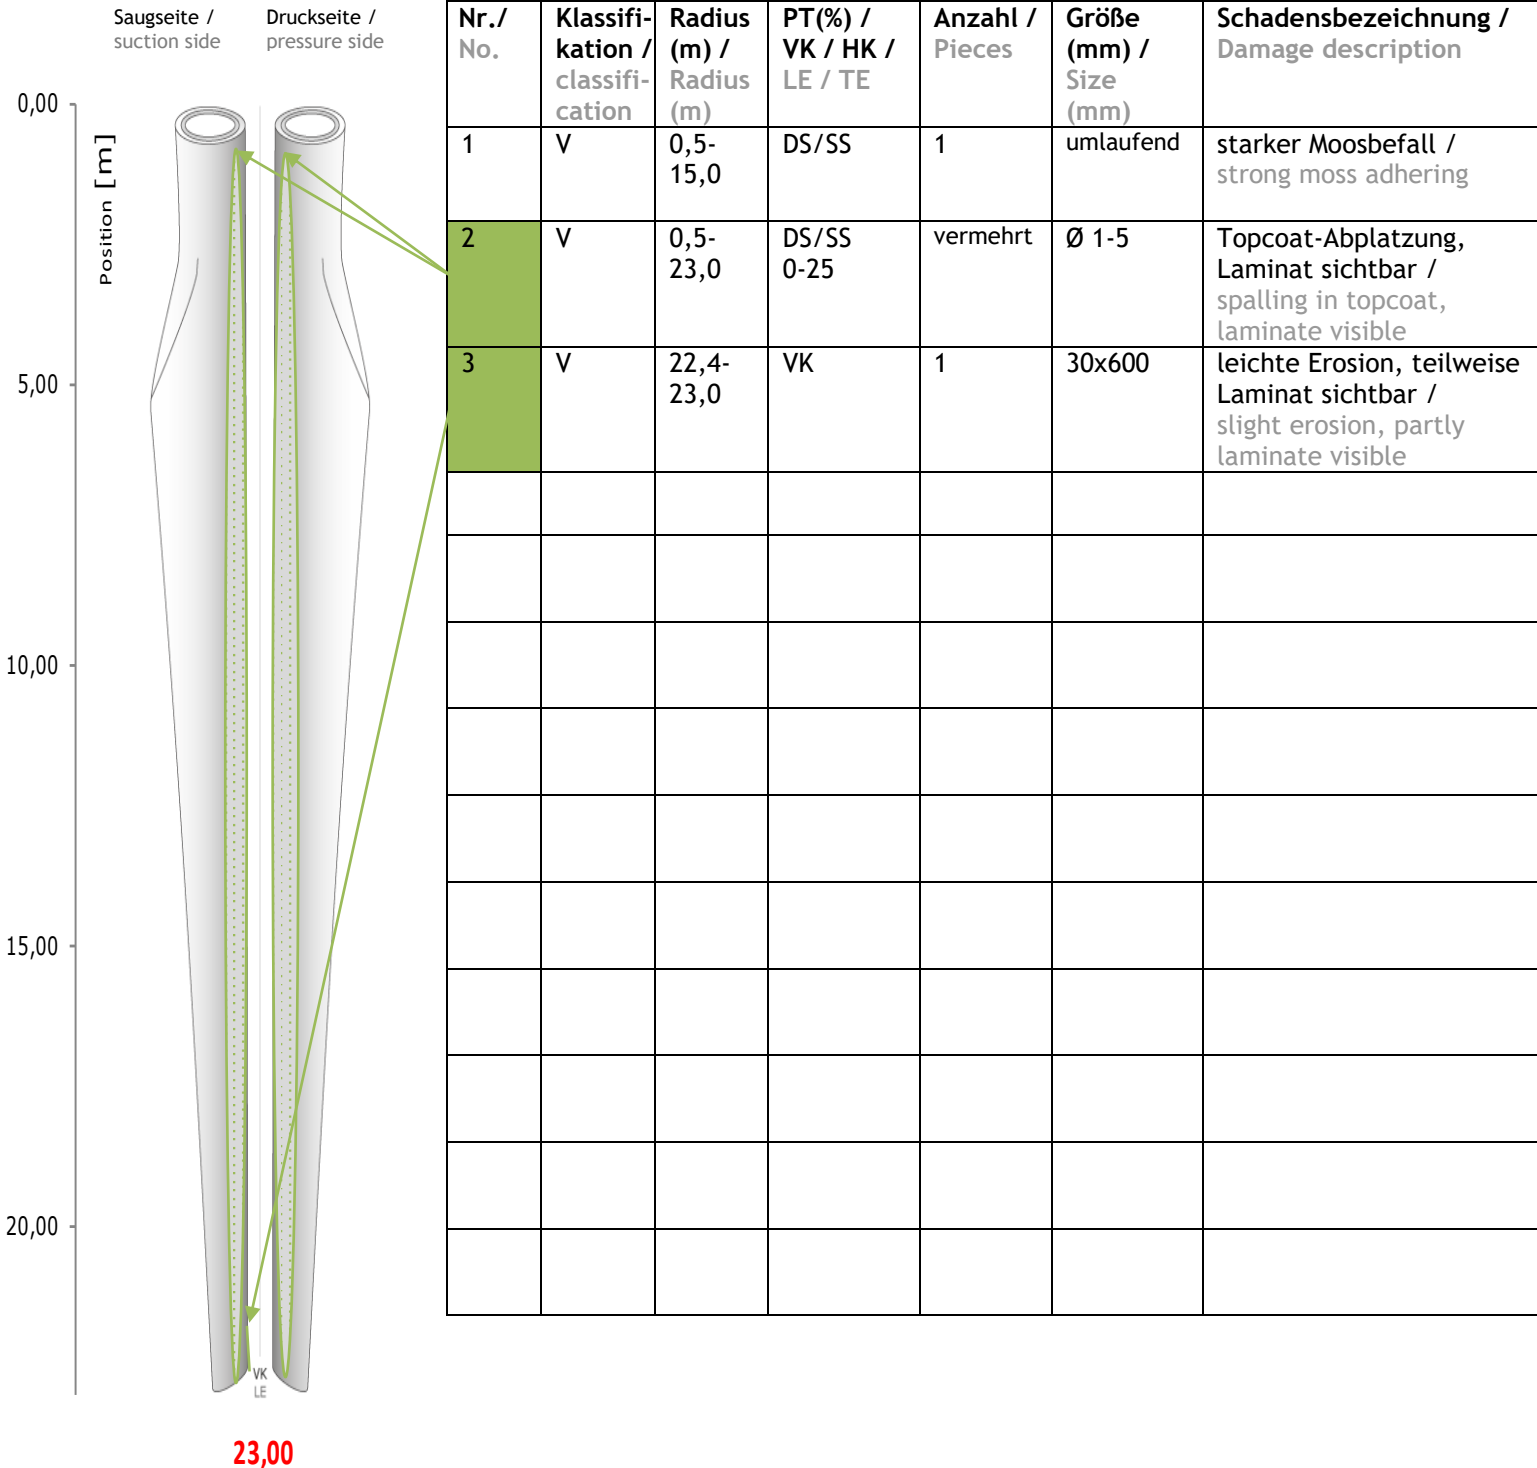 Saugseite /
suction side
Druckseite /
pressure side
0,00
5,00
10,00
15,00
20,00
Position [m]
VK
LE
23,00
Nr./
No.
Klassifi-
kation /
classifi-
cation
Radius
(m) /
Radius
(m)
PT(%) /
VK / HK /
LE / TE
Anzahl /
Pieces
Größe
(mm) /
Size
(mm)
Schadensbezeichnung /
Damage description
1
V
0,5-
15,0
DS/SS
1
umlaufend
starker Moosbefall /
strong moss adhering
2
V
0,5-
23,0
DS/SS
0-25
vermehrt
Ø 1-5
Topcoat-Abplatzung,
Laminat sichtbar /
spalling in topcoat,
laminate visible
3
V
22,4-
23,0
VK
1
30x600
leichte Erosion, teilweise
Laminat sichtbar /
slight erosion, partly
laminate visible